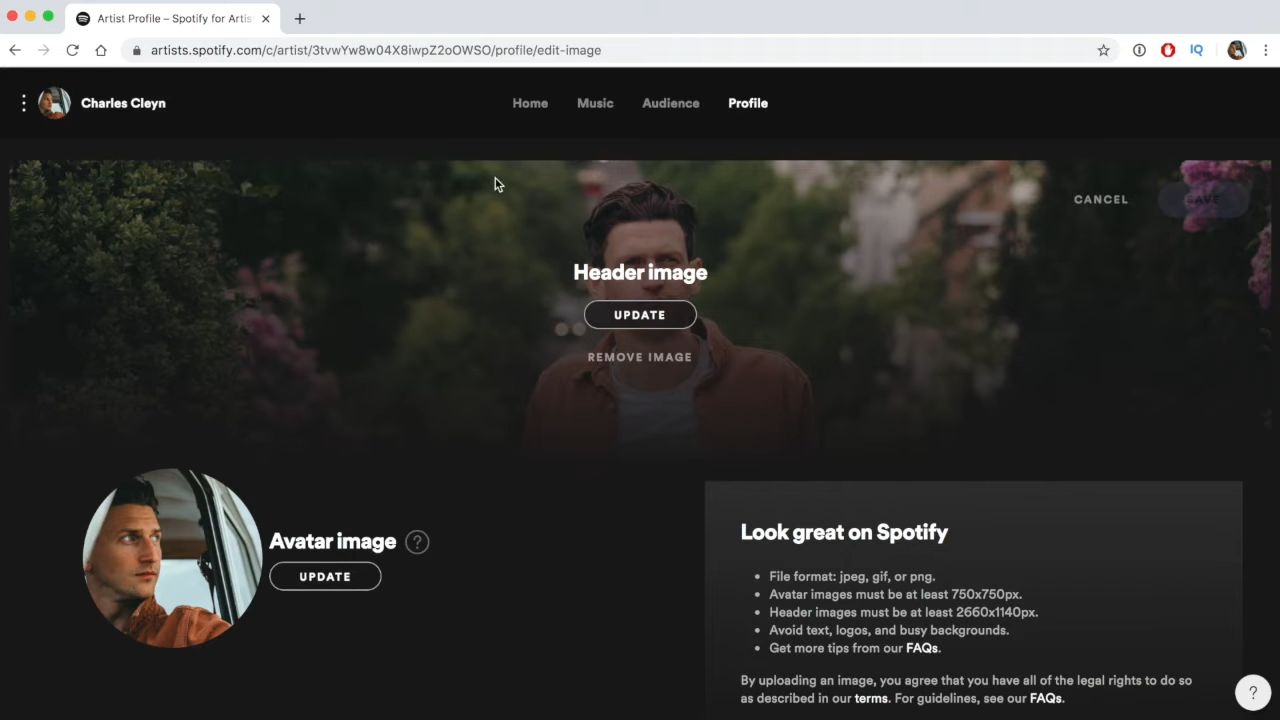 Artist Profile – Spotify for Artis
artists.spotify.com/c/artist/3tvwYw8w04X8iwpZ2oOWSO/profile/edit-image
IQ
Charles Cleyn
Home Music Audience Profile
CANCEL SAVE
Header image
UPDATE
REMOVE IMAGE
Avatar image ?
UPDATE
Look great on Spotify
• File format: jpeg, gif, or png.
• Avatar images must be at least 750x750px.
• Header images must be at least 2660x1140px.
• Avoid text, logos, and busy backgrounds.
• Get more tips from our FAQs.
By uploading an image, you agree that you have all of the legal rights to do so
as described in our terms. For guidelines, see our FAQs.
?